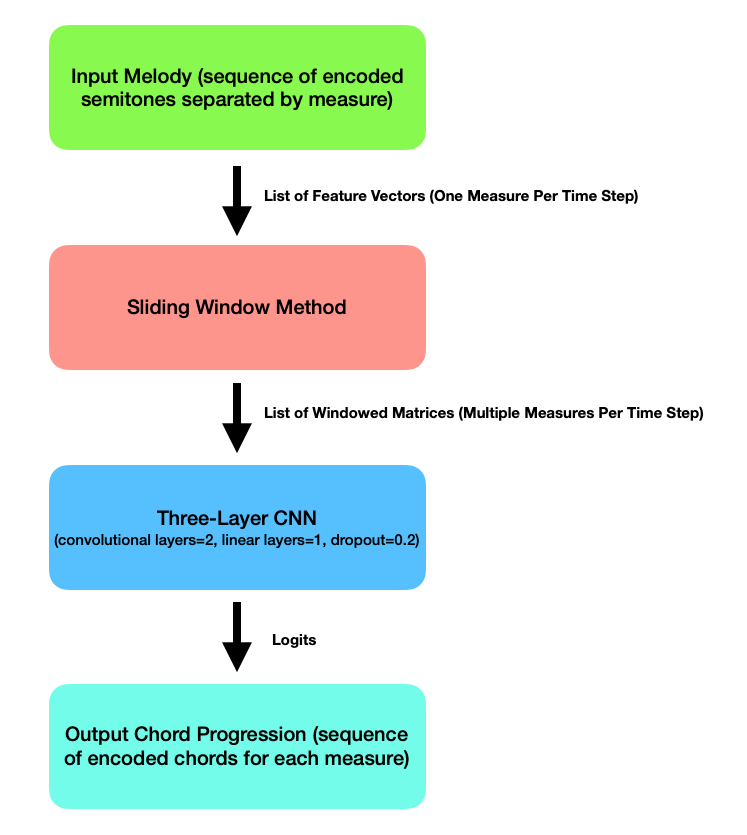 Input Melody (sequence of encoded
semitones separated by measure)
List of Feature Vectors (One Measure Per Time Step)
Sliding Window Method
List of Windowed Matrices (Multiple Measures Per Time Step)
Three-Layer CNN
(convolutional layers=2, linear layers=1, dropout=0.2)
Logits
Output Chord Progression (sequence
of encoded chords for each measure)